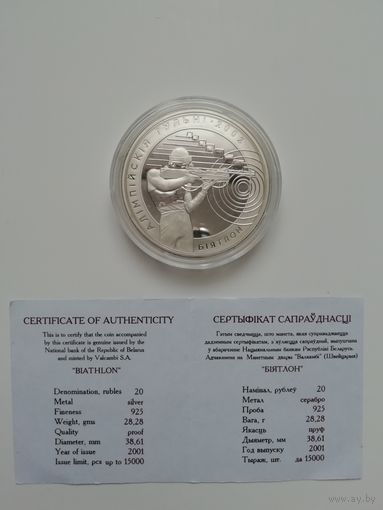 АЛІМПІЙСКІЯ ГУЛЬНІ · 2002
БІЯТЛОН
CERTIFICATE OF AUTHENTICITY
This is to certify that the coin accompanied
by this certificate is genuine issued by the
National bank of the Republic of Belarus
and minted by Valcambi S.A.
"BIATHLON"
Denomination, rubles 20
Metal silver
Fineness 925
Weight, gms 28,28
Quality proof
Diameter, mm 38,61
Year of issue 2001
Issue limit, pcs up to 15000
СЕРТЫФІКАТ САПРАЎДНАСЦІ
Гэтым сведчыцца, што манета, якая суправаджаецца
дадзеным сертыфікатам, з'яўляецца сапраўднай, выпушчана
ў абарачэнне Нацыянальным банкам Рэспублікі Беларусь.
Адчаканена на Манетным двары "Валкамбі" (Швейцарыя)
"БІЯТЛОН"
Намінал, рублеў 20
Метал серабро
Проба 925
Вага, г 28,28
Якасць пруф
Дыяметр, мм 38,61
Год выпуску 2001
Тыраж, шт. да 15000
www.ay.by